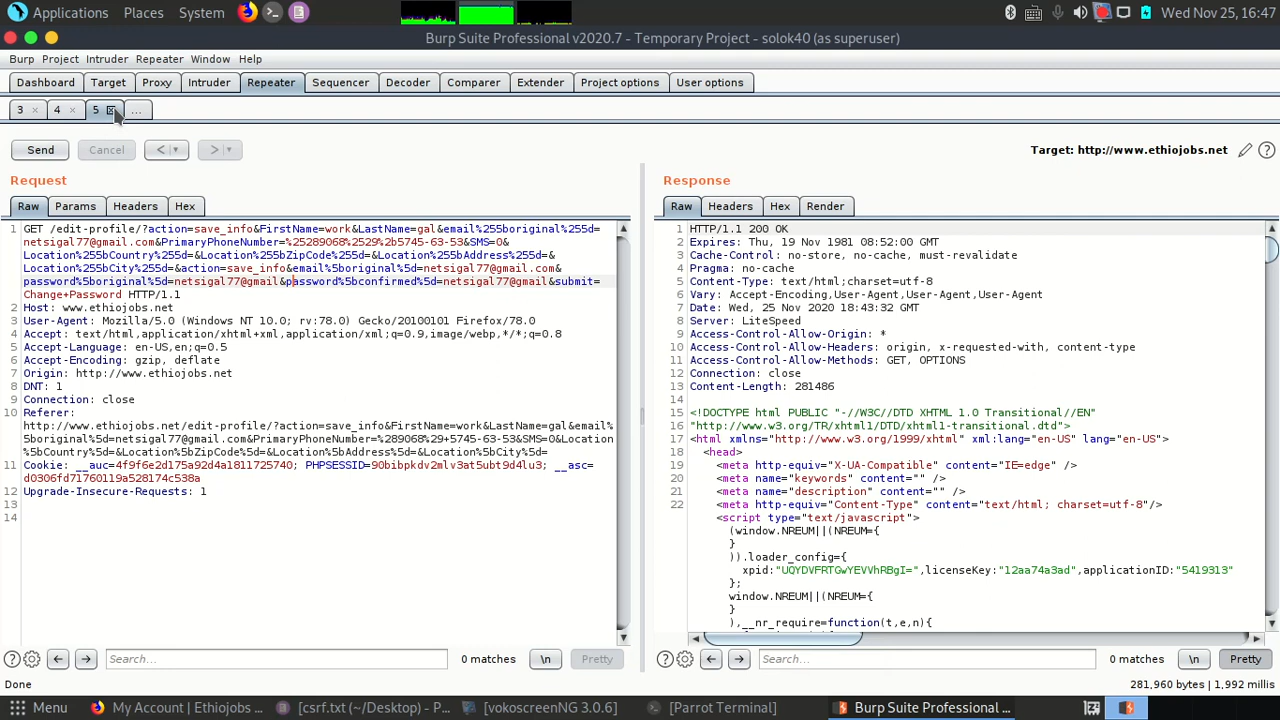 Applications Places System Wed Nov 25, 16:47
Burp Suite Professional v2020.7 - Temporary Project - solok40 (as superuser)
Burp Project Intruder Repeater Window Help
Dashboard Target Proxy Intruder Repeater Sequencer Decoder Comparer Extender Project options User options
3 × 4 × 5 ...
Send Cancel < > Target: http://www.ethiojobs.net
Request
Raw Params Headers Hex
1 GET /edit-profile/?action=save_info&FirstName=work&LastName=gal&email%255boriginal%255d=
netsigal77@gmail.com&PrimaryPhoneNumber=%25289068%2529%2b5745-63-53&SMS=0&
Location%255bCountry%255d=&Location%255bZipCode%255d=&Location%255bAddress%255d=&
Location%255bCity%255d=&action=save_info&email%5boriginal%5d=netsigal77@gmail.com&
password%5boriginal%5d=netsigal77@gmail&password%5bconfirmed%5d=netsigal77@gmail&submit=
Change+Password HTTP/1.1
2 Host: www.ethiojobs.net
3 User-Agent: Mozilla/5.0 (Windows NT 10.0; rv:78.0) Gecko/20100101 Firefox/78.0
4 Accept: text/html,application/xhtml+xml,application/xml;q=0.9,image/webp,*/*;q=0.8
5 Accept-Language: en-US,en;q=0.5
6 Accept-Encoding: gzip, deflate
7 Origin: http://www.ethiojobs.net
8 DNT: 1
9 Connection: close
10 Referer:
http://www.ethiojobs.net/edit-profile/?action=save_info&FirstName=work&LastName=gal&email%
5boriginal%5d=netsigal77@gmail.com&PrimaryPhoneNumber=%289068%29+5745-63-53&SMS=0&Location
%5bCountry%5d=&Location%5bZipCode%5d=&Location%5bAddress%5d=&Location%5bCity%5d=
11 Cookie: __auc=4f9f6e2d175a92d4a1811725740; PHPSESSID=90bibpkdv2mlv3at5ubt9d4lu3; __asc=
d0306fd71760119a528174c538a
12 Upgrade-Insecure-Requests: 1
13
14
Search... 0 matches \n Pretty
Response
Raw Headers Hex Render
1 HTTP/1.1 200 OK
2 Expires: Thu, 19 Nov 1981 08:52:00 GMT
3 Cache-Control: no-store, no-cache, must-revalidate
4 Pragma: no-cache
5 Content-Type: text/html;charset=utf-8
6 Vary: Accept-Encoding,User-Agent,User-Agent,User-Agent
7 Date: Wed, 25 Nov 2020 18:43:32 GMT
8 Server: LiteSpeed
9 Access-Control-Allow-Origin: *
10 Access-Control-Allow-Headers: origin, x-requested-with, content-type
11 Access-Control-Allow-Methods: GET, OPTIONS
12 Connection: close
13 Content-Length: 281486
14
15 <!DOCTYPE html PUBLIC "-//W3C//DTD XHTML 1.0 Transitional//EN"
16 "http://www.w3.org/TR/xhtml1/DTD/xhtml1-transitional.dtd">
17 <html xmlns="http://www.w3.org/1999/xhtml" xml:lang="en-US" lang="en-US">
18 <head>
19 <meta http-equiv="X-UA-Compatible" content="IE=edge" />
20 <meta name="keywords" content="" />
21 <meta name="description" content="" />
22 <meta http-equiv="Content-Type" content="text/html; charset=utf-8"/>
<script type="text/javascript">
(window.NREUM||(NREUM={
}
)).loader_config={
xpid:"UQYDVFRTGwYEVVhRBgI=",licenseKey:"12aa74a3ad",applicationID:"5419313"
};
window.NREUM||(NREUM={
}
),__nr_require=function(t,e,n){
Search... 0 matches \n Pretty
Done 281,960 bytes | 1,992 millis
Menu My Account | Ethiojobs ... [csrf.txt (~/Desktop) - P... [vokoscreenNG 3.0.6] [Parrot Terminal] Burp Suite Professional ...